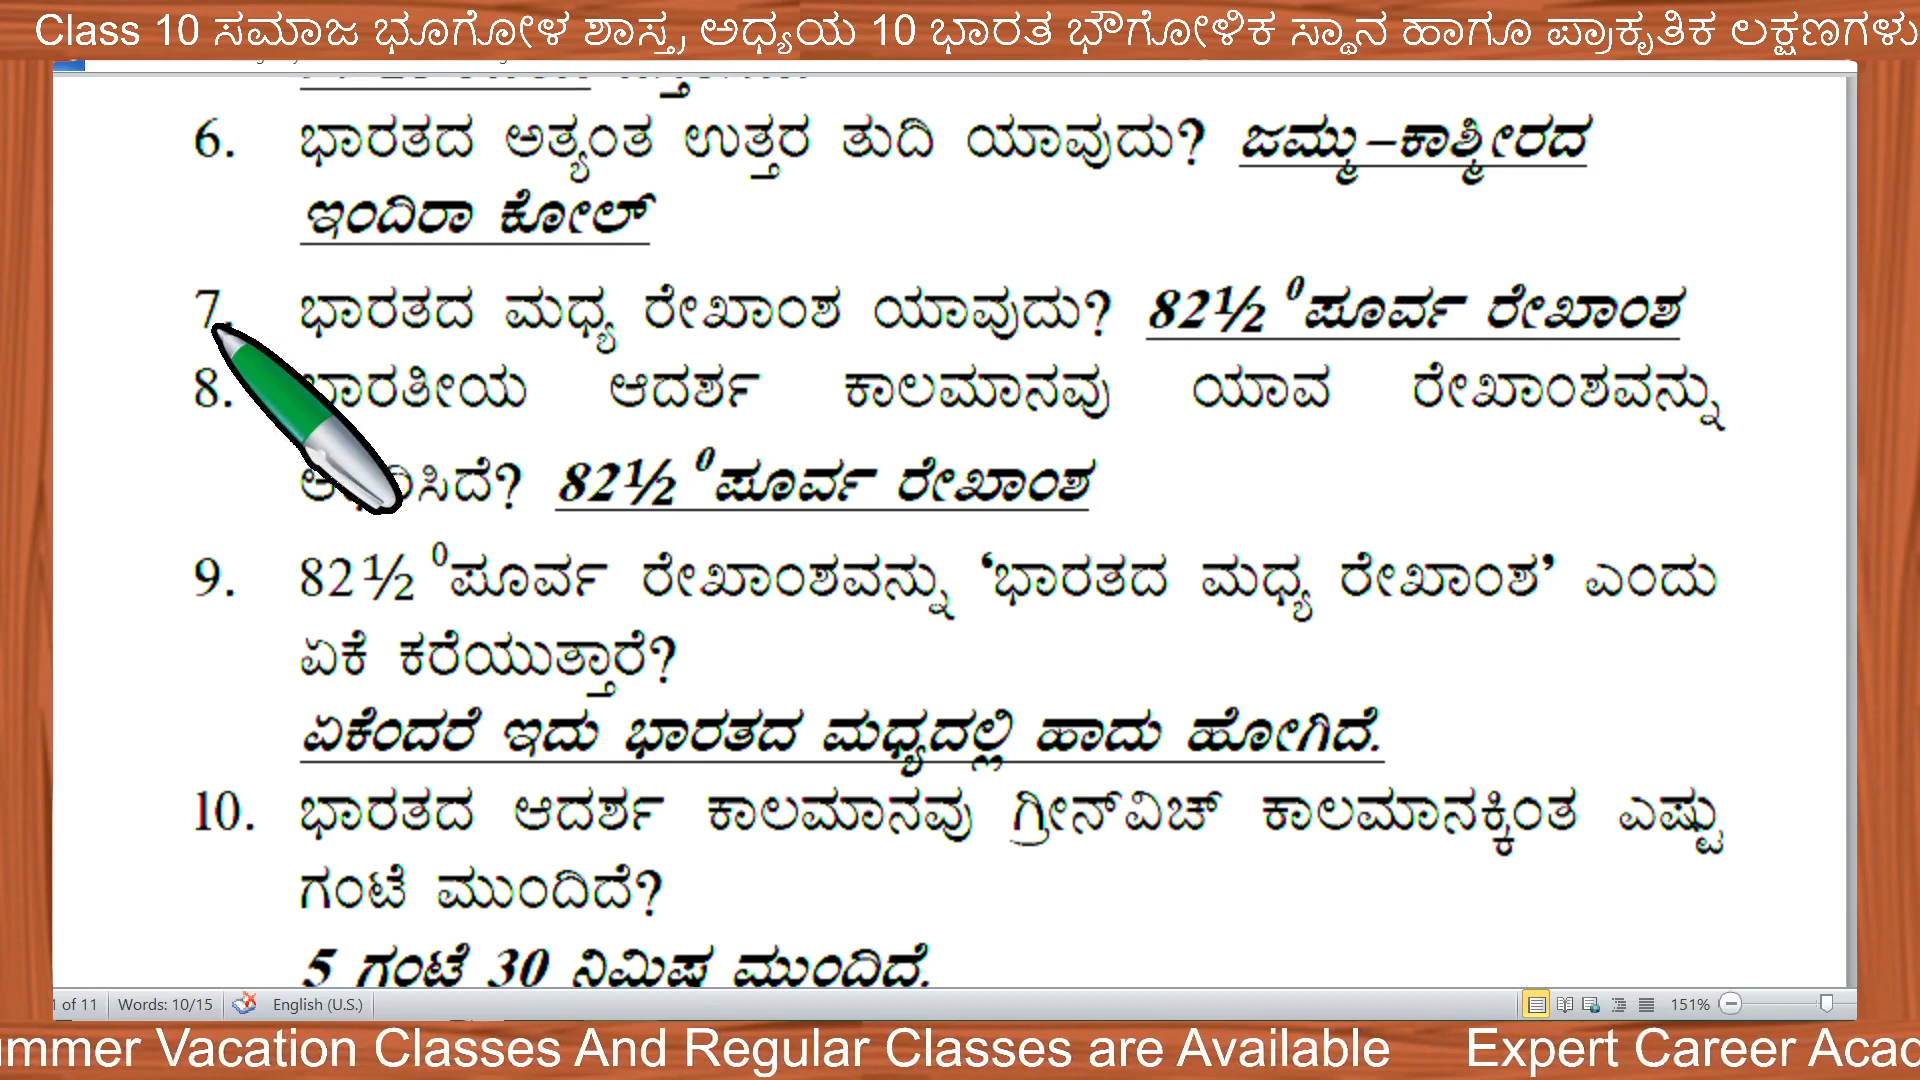 Class 10 ಸಮಾಜ ಭೂಗೋಳ ಶಾಸ್ತ್ರ ಅಧ್ಯಯ 10 ಭಾರತ ಭೌಗೋಳಿಕ ಸ್ಥಾನ ಹಾಗೂ ಪ್ರಾಕೃತಿಕ ಲಕ್ಷಣಗಳು
6. ಭಾರತದ ಅತ್ಯಂತ ಉತ್ತರ ತುದಿ ಯಾವುದು? ಜಮ್ಮು-ಕಾಶ್ಮೀರದ
ಇಂದಿರಾ ಕೋಲ್
7. ಭಾರತದ ಮಧ್ಯ ರೇಖಾಂಶ ಯಾವುದು? 82½ ⁰ಪೂರ್ವ ರೇಖಾಂಶ
8. ಭಾರತೀಯ ಆದರ್ಶ ಕಾಲಮಾನವು ಯಾವ ರೇಖಾಂಶವನ್ನು
82½ ⁰ಪೂರ್ವ ರೇಖಾಂಶ
9. 82½ ⁰ಪೂರ್ವ ರೇಖಾಂಶವನ್ನು ‘ಭಾರತದ ಮಧ್ಯ ರೇಖಾಂಶ’ ಎಂದು
ಏಕೆ ಕರೆಯುತ್ತಾರೆ?
ಏಕೆಂದರೆ ಇದು ಭಾರತದ ಮಧ್ಯದಲ್ಲಿ ಹಾದು ಹೋಗಿದೆ.
10. ಭಾರತದ ಆದರ್ಶ ಕಾಲಮಾನವು ಗ್ರೀನ್‌ವಿಚ್ ಕಾಲಮಾನಕ್ಕಿಂತ ಎಷ್ಟು
ಗಂಟೆ ಮುಂದಿದೆ?
5 ಗಂಟೆ 30 ನಿಮಿಷ ಮುಂದಿದೆ.
of 11 Words: 10/15 English (U.S.) 151%
ummer Vacation Classes And Regular Classes are Available Expert Career Acad